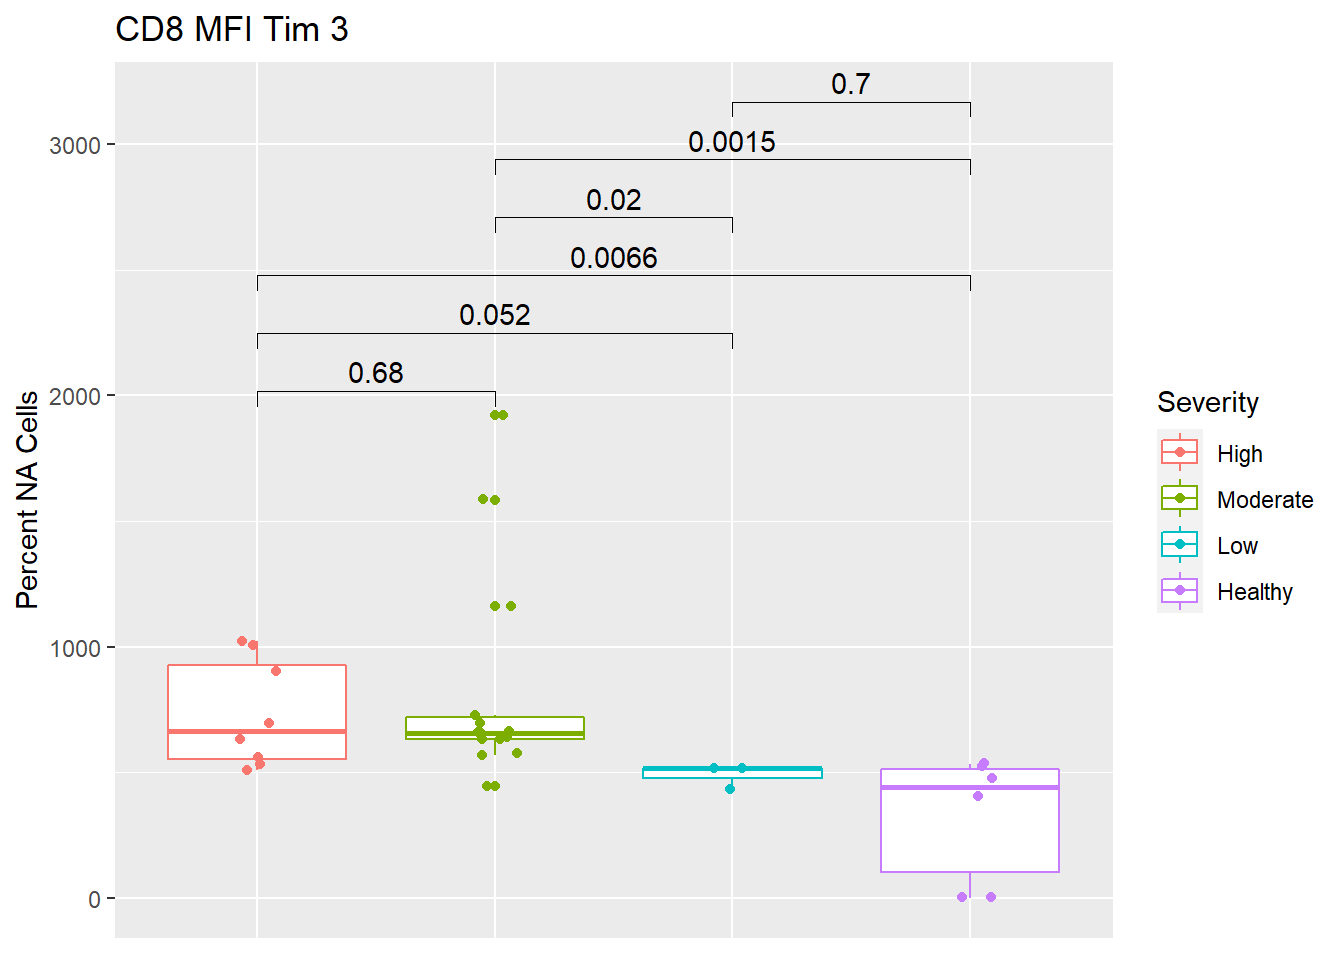 CD8 MFI Tim 3
0.7
0.0015
0.02
0.0066
0.052
0.68
3000
2000
1000
0
Percent NA Cells
Severity
High
Moderate
Low
Healthy